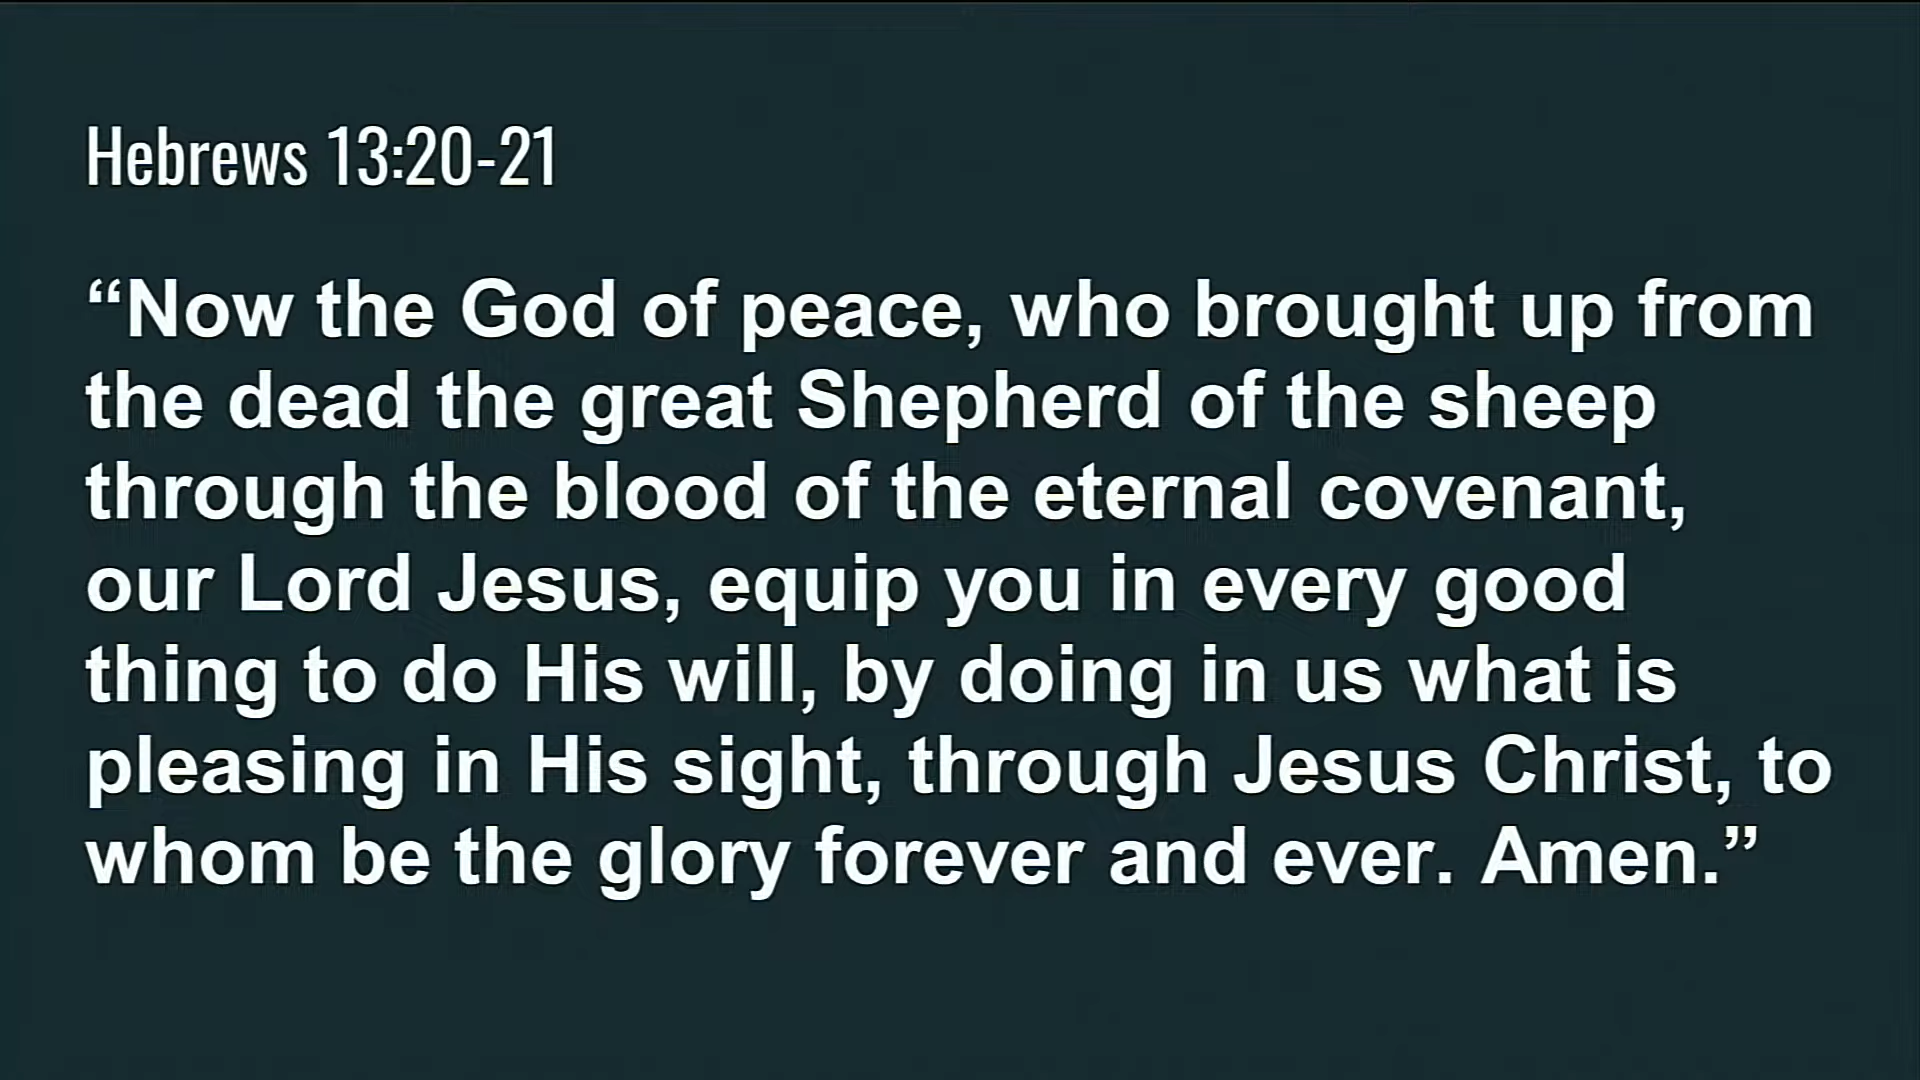 Hebrews 13:20-21
“Now the God of peace, who brought up from
the dead the great Shepherd of the sheep
through the blood of the eternal covenant,
our Lord Jesus, equip you in every good
thing to do His will, by doing in us what is
pleasing in His sight, through Jesus Christ, to
whom be the glory forever and ever. Amen.”